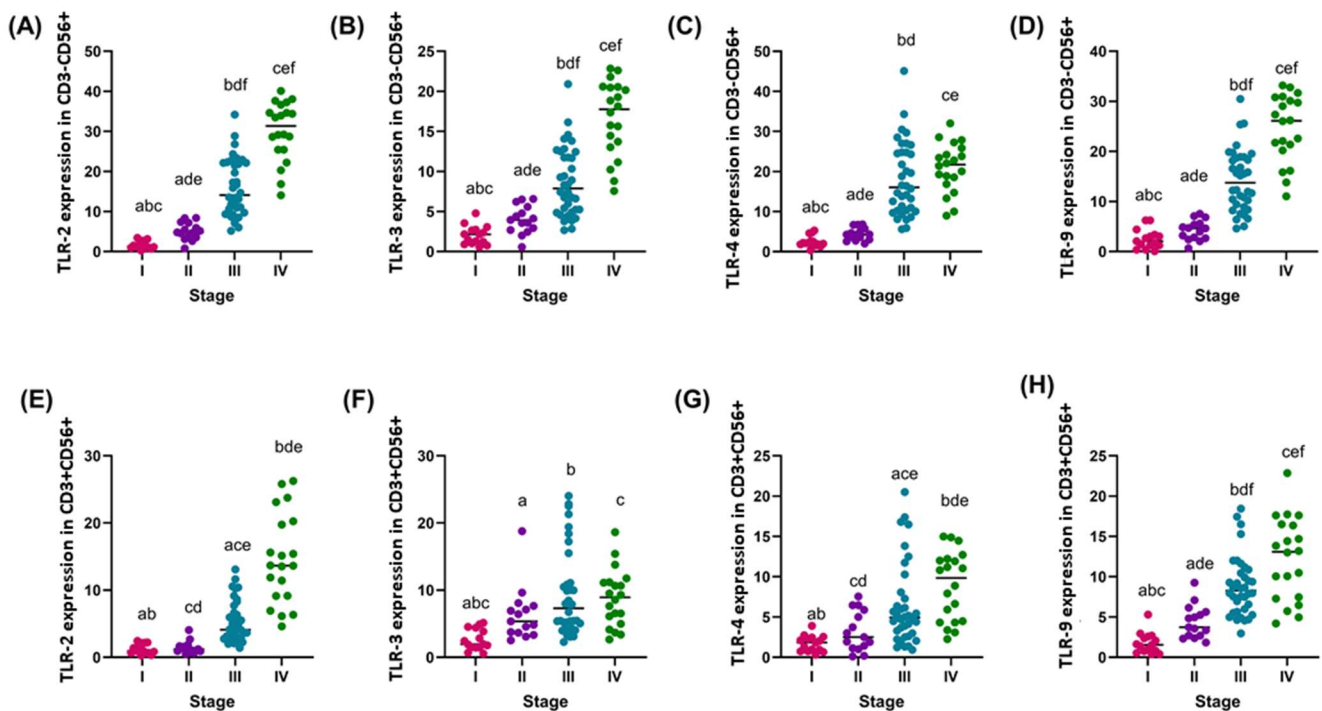 (A)
TLR-2 expression in CD3-CD56+
50
40
30
20
10
0
abc
ade
bdf
cef
I II III IV
Stage
(B)
TLR-3 expression in CD3-CD56+
25
20
15
10
5
0
abc
ade
bdf
cef
I II III IV
Stage
(C)
TLR-4 expression in CD3-CD56+
50
40
30
20
10
0
abc
ade
bd
ce
I II III IV
Stage
(D)
TLR-9 expression in CD3-CD56+
40
30
20
10
0
abc
ade
bdf
cef
I II III IV
Stage
(E)
TLR-2 expression in CD3+CD56+
30
20
10
0
ab
cd
ace
bde
I II III IV
Stage
(F)
TLR-3 expression in CD3+CD56+
30
20
10
0
abc
a
b
c
I II III IV
Stage
(G)
TLR-4 expression in CD3+CD56+
25
20
15
10
5
0
ab
cd
ace
bde
I II III IV
Stage
(H)
TLR-9 expression in CD3+CD56+
25
20
15
10
5
0
abc
ade
bdf
cef
I II III IV
Stage